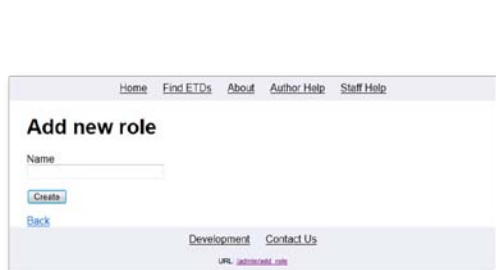 Home Find ETDs About Author Help Staff Help
Add new role
Name
Create
Back
Development Contact Us
URL: /admin/add_role